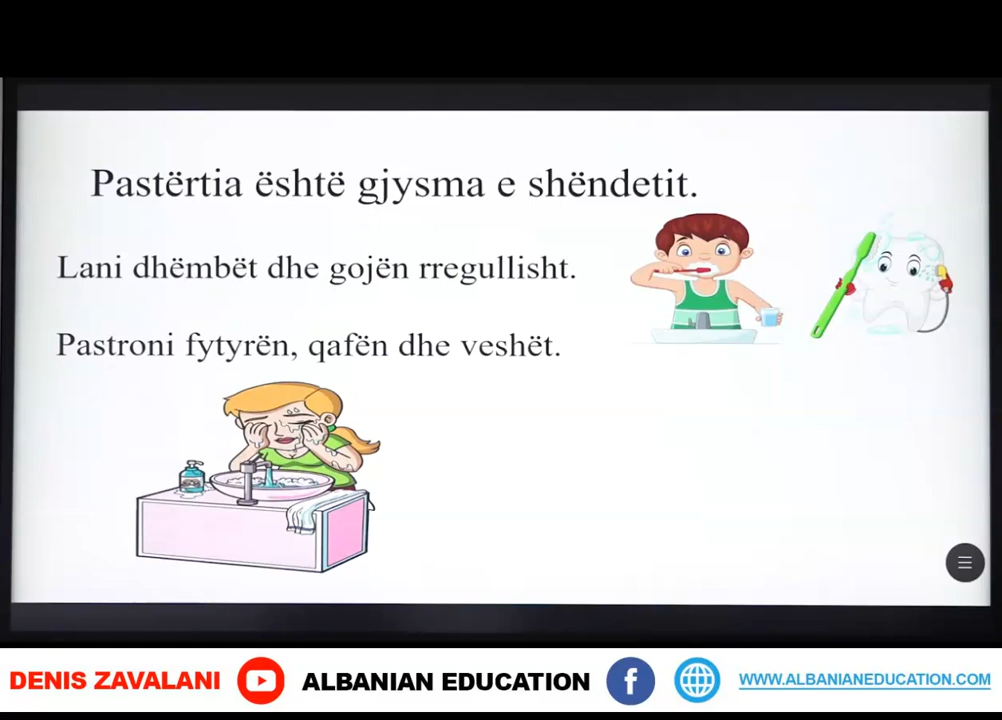 Pastërtia është gjysma e shëndetit.
Lani dhëmbët dhe gojën rregullisht.
Pastroni fytyrën, qafën dhe veshët.
DENIS ZAVALANI
ALBANIAN EDUCATION
WWW.ALBANIANEDUCATION.COM